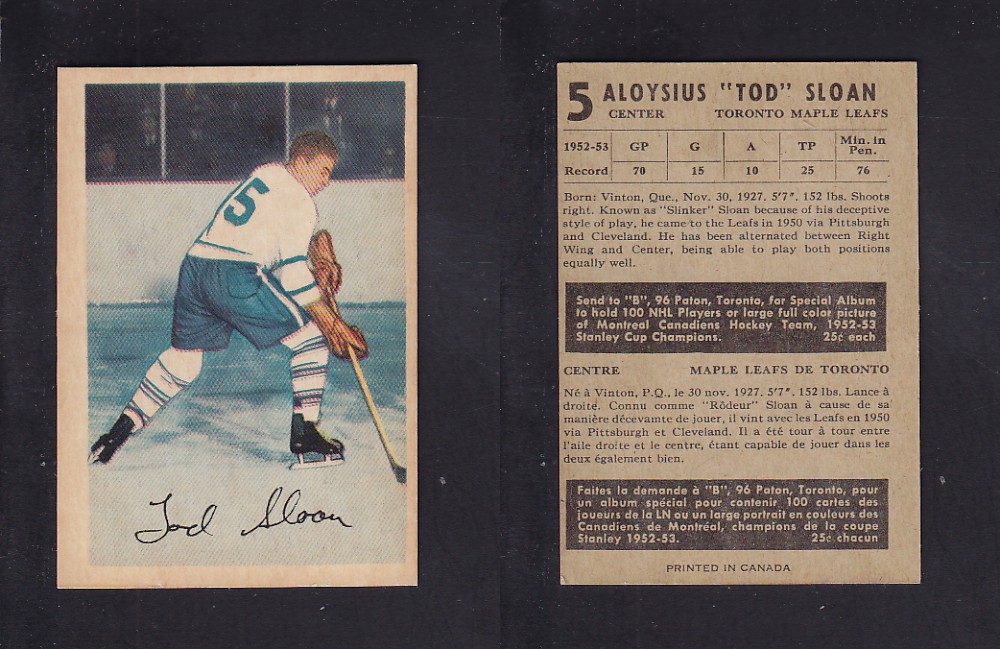 15
Tod Sloan
5 ALOYSIUS "TOD" SLOAN
CENTER TORONTO MAPLE LEAFS
1952-53 GP G A TP Min. in Pen.
Record 70 15 10 25 76
Born: Vinton, Que., Nov. 30, 1927. 5'7". 152 lbs. Shoots
right. Known as "Slinker" Sloan because of his deceptive
style of play, he came to the Leafs in 1950 via Pittsburgh
and Cleveland. He has been alternated between Right
Wing and Center, being able to play both positions
equally well.
Send to "B", 96 Paton, Toronto, for Special Album
to hold 100 NHL Players or large full color picture
of Montreal Canadiens Hockey Team, 1952-53
Stanley Cup Champions. 25¢ each
CENTRE MAPLE LEAFS DE TORONTO
Né à Vinton, P.Q., le 30 nov. 1927. 5'7". 152 lbs. Lance à
droité. Connu comme "Rôdeur" Sloan à cause de sa
manière décevante de jouer, il vint avec les Leafs en 1950
via Pittsburgh et Cleveland. Il a été tour à tour entre
l'aile droite et le centre, étant capable de jouer dans les
deux également bien.
Faites la demande à "B", 96 Paton, Toronto, pour
un album spécial pour contenir 100 cartes des
joueurs de la LN ou un large portrait en couleurs des
Canadiens de Montréal, champions de la coupe
Stanley 1952-53. 25¢ chacun
PRINTED IN CANADA